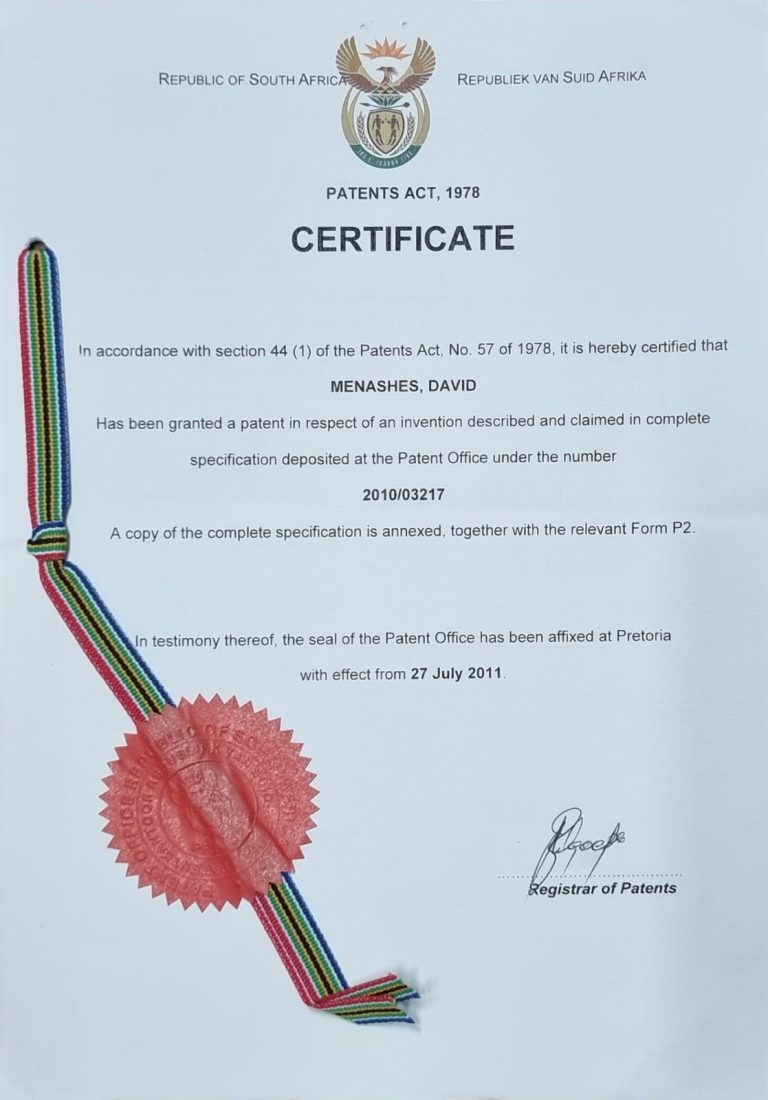 REPUBLIC OF SOUTH AFRICA
REPUBLIEK VAN SUID AFRIKA
PATENTS ACT, 1978
CERTIFICATE
In accordance with section 44 (1) of the Patents Act, No. 57 of 1978, it is hereby certified that
MENASHES, DAVID
Has been granted a patent in respect of an invention described and claimed in complete
specification deposited at the Patent Office under the number
2010/03217
A copy of the complete specification is annexed, together with the relevant Form P2.
In testimony thereof, the seal of the Patent Office has been affixed at Pretoria
with effect from 27 July 2011.
Registrar of Patents
PATENT OFFICE REPUBLIC OF